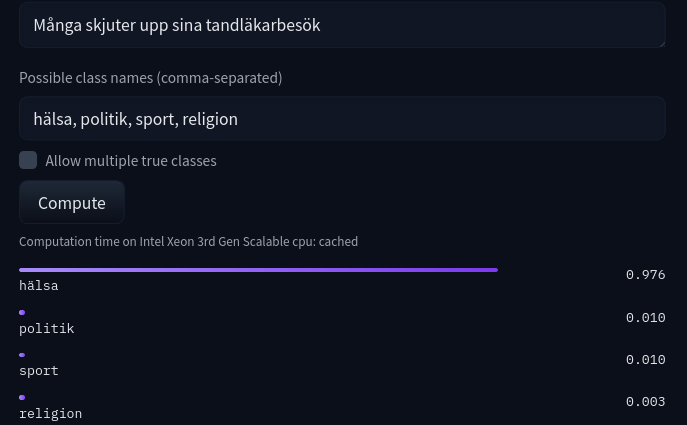 Många skjuter upp sina tandläkarbesök
Possible class names (comma-separated)
hälsa, politik, sport, religion
Allow multiple true classes
Compute
Computation time on Intel Xeon 3rd Gen Scalable cpu: cached
0.976
hälsa
0.010
politik
0.010
sport
0.003
religion